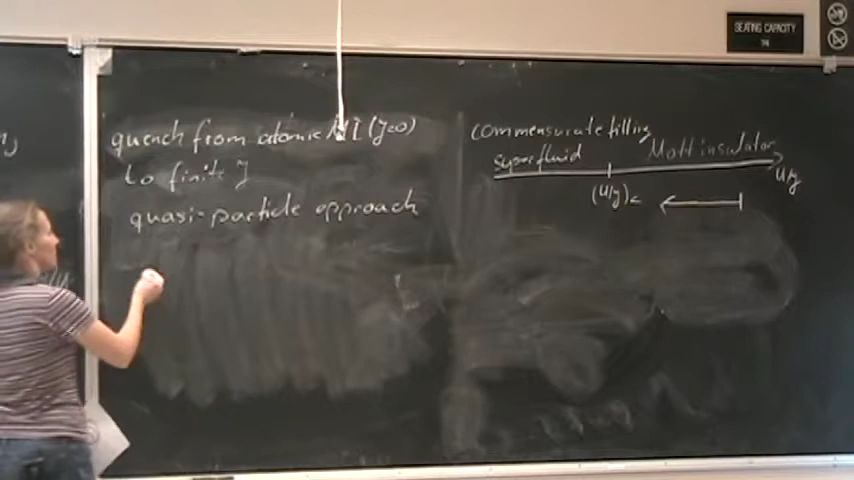 quench from atomic MI (J=0)
to finite J
quasi-particle approach
commensurate filling
superfluid Mott insulator
U/J
(U/J)c
SEATING CAPACITY